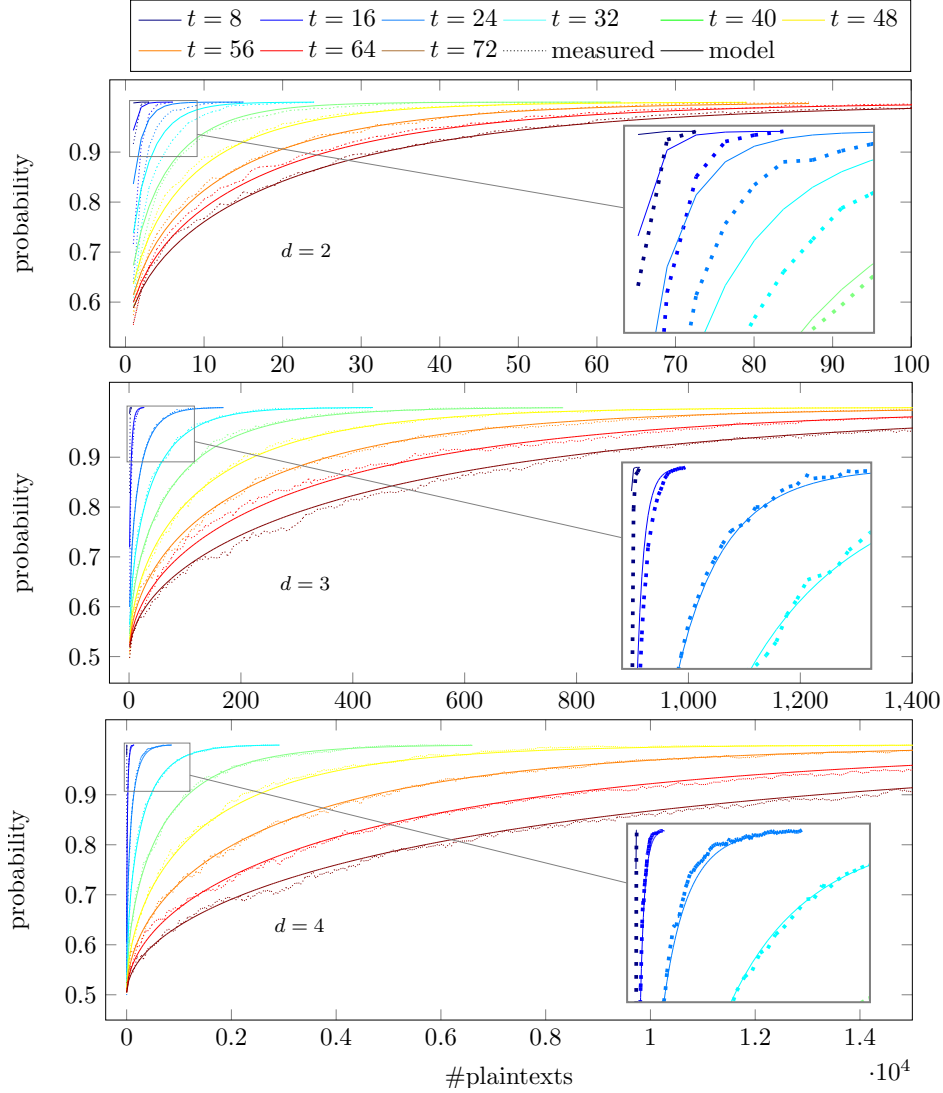 t = 8 t = 16 t = 24 t = 32 t = 40 t = 48
t = 56 t = 64 t = 72 measured model
0.9
0.8
0.7
0.6
probability
d = 2
0 10 20 30 40 50 60 70 80 90 100
0.9
0.8
0.7
0.6
0.5
probability
d = 3
0 200 400 600 800 1,000 1,200 1,400
0.9
0.8
0.7
0.6
0.5
probability
d = 4
0 0.2 0.4 0.6 0.8 1 1.2 1.4
#plaintexts
·10⁴